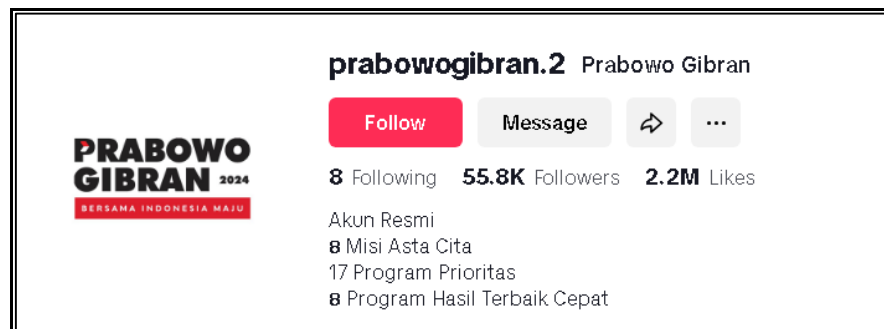 prabowogibran.2 Prabowo Gibran
Follow Message
PRABOWO
GIBRAN 2024
BERSAMA INDONESIA MAJU
8 Following 55.8K Followers 2.2M Likes
Akun Resmi
8 Misi Asta Cita
17 Program Prioritas
8 Program Hasil Terbaik Cepat